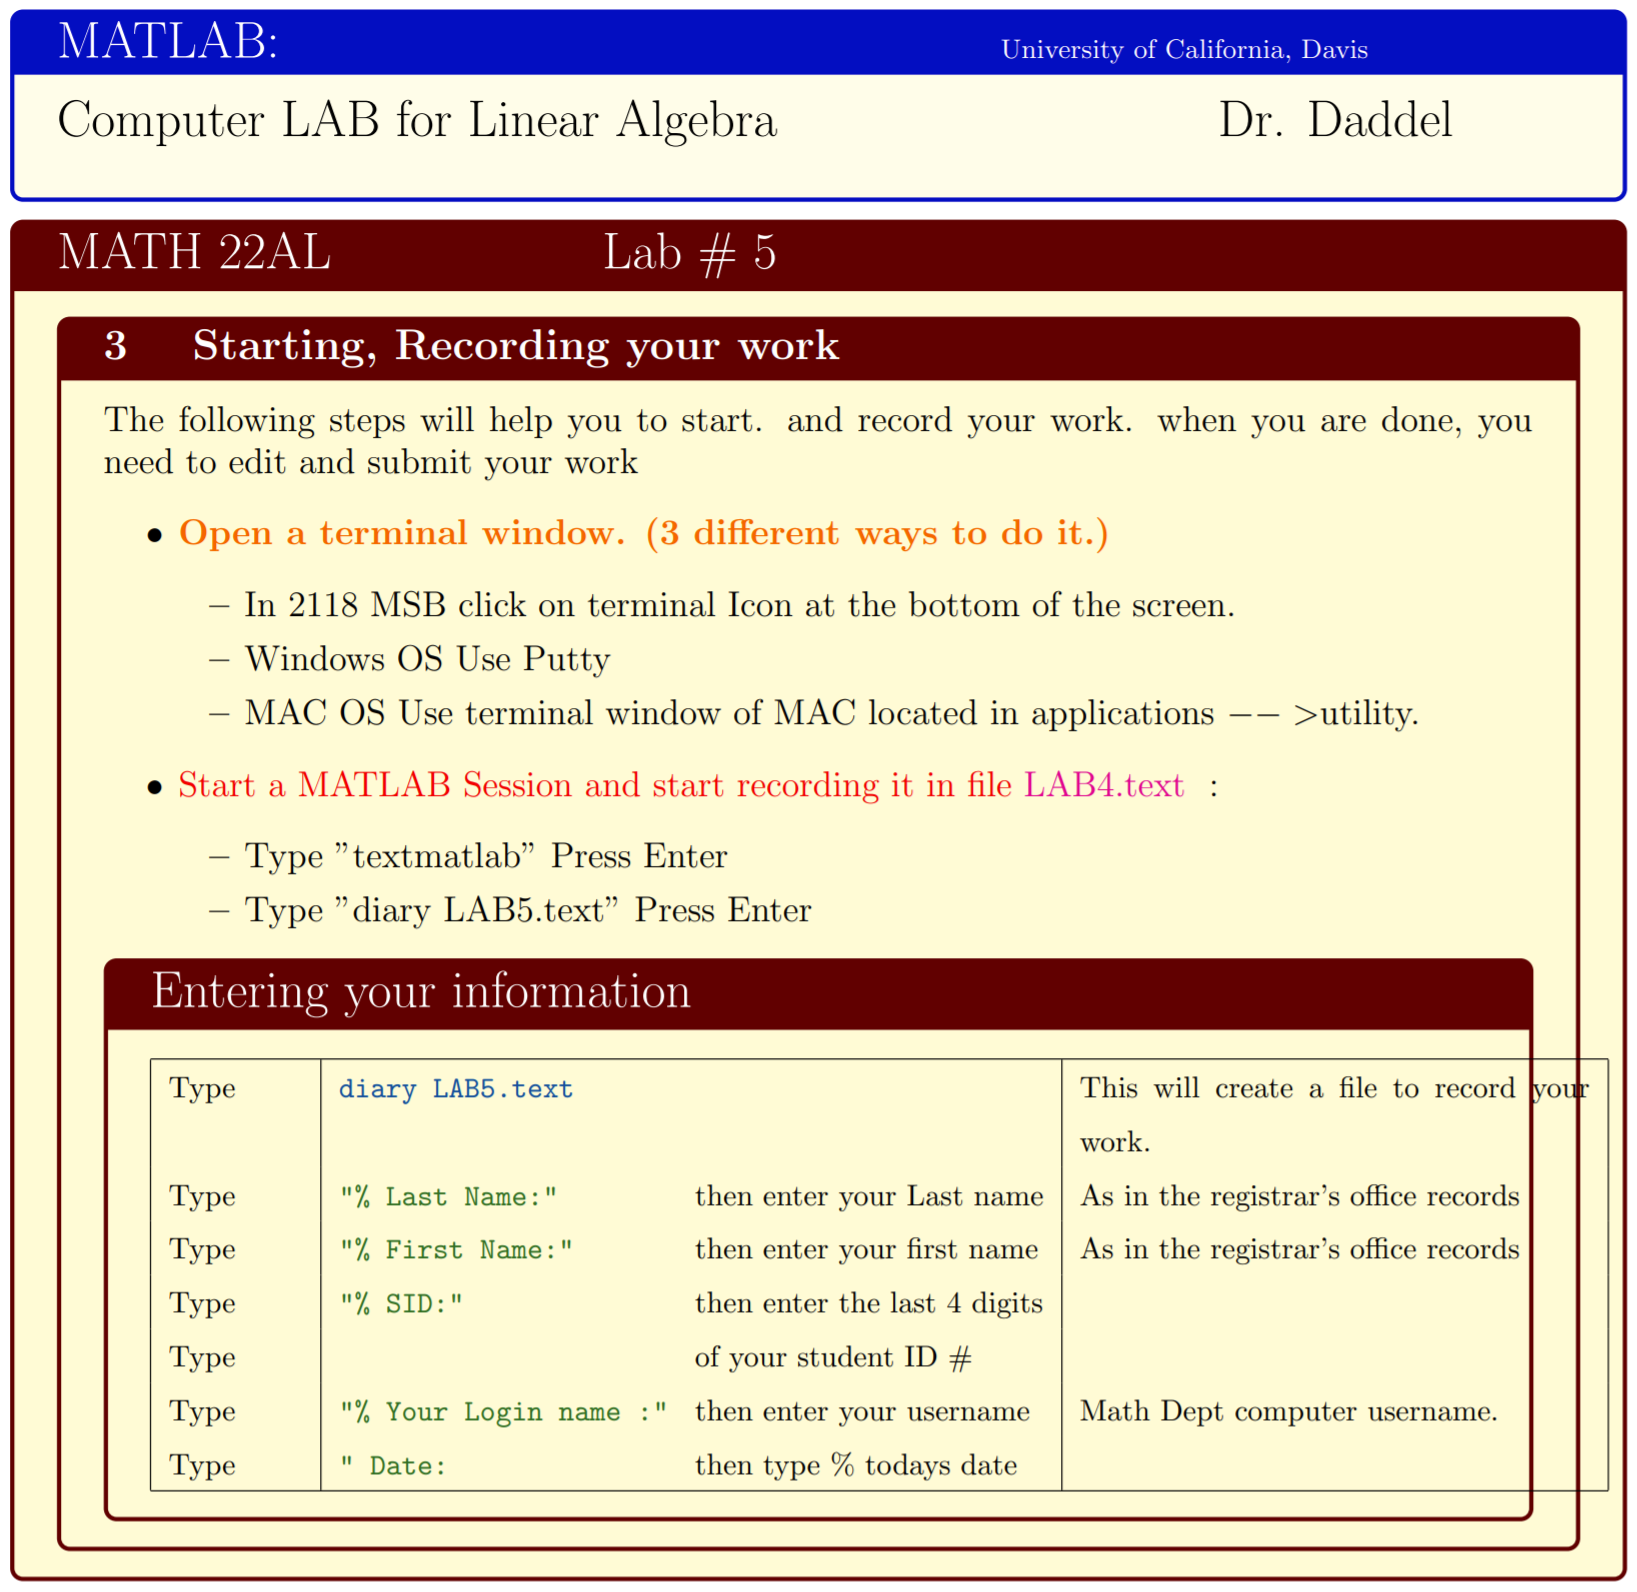 MATLAB: University of California, Davis
Computer LAB for Linear Algebra Dr. Daddel
MATH 22AL Lab # 5
3 Starting, Recording your work
The following steps will help you to start. and record your work. when you are done, you
need to edit and submit your work
• Open a terminal window. (3 different ways to do it.)
– In 2118 MSB click on terminal Icon at the bottom of the screen.
– Windows OS Use Putty
– MAC OS Use terminal window of MAC located in applications −− >utility.
• Start a MATLAB Session and start recording it in file LAB4.text :
– Type ”textmatlab” Press Enter
– Type ”diary LAB5.text” Press Enter
Entering your information
Type diary LAB5.text This will create a file to record your
work.
Type "% Last Name:" then enter your Last name As in the registrar’s office records
Type "% First Name:" then enter your first name As in the registrar’s office records
Type "% SID:" then enter the last 4 digits
Type of your student ID #
Type "% Your Login name :" then enter your username Math Dept computer username.
Type " Date: then type % todays date